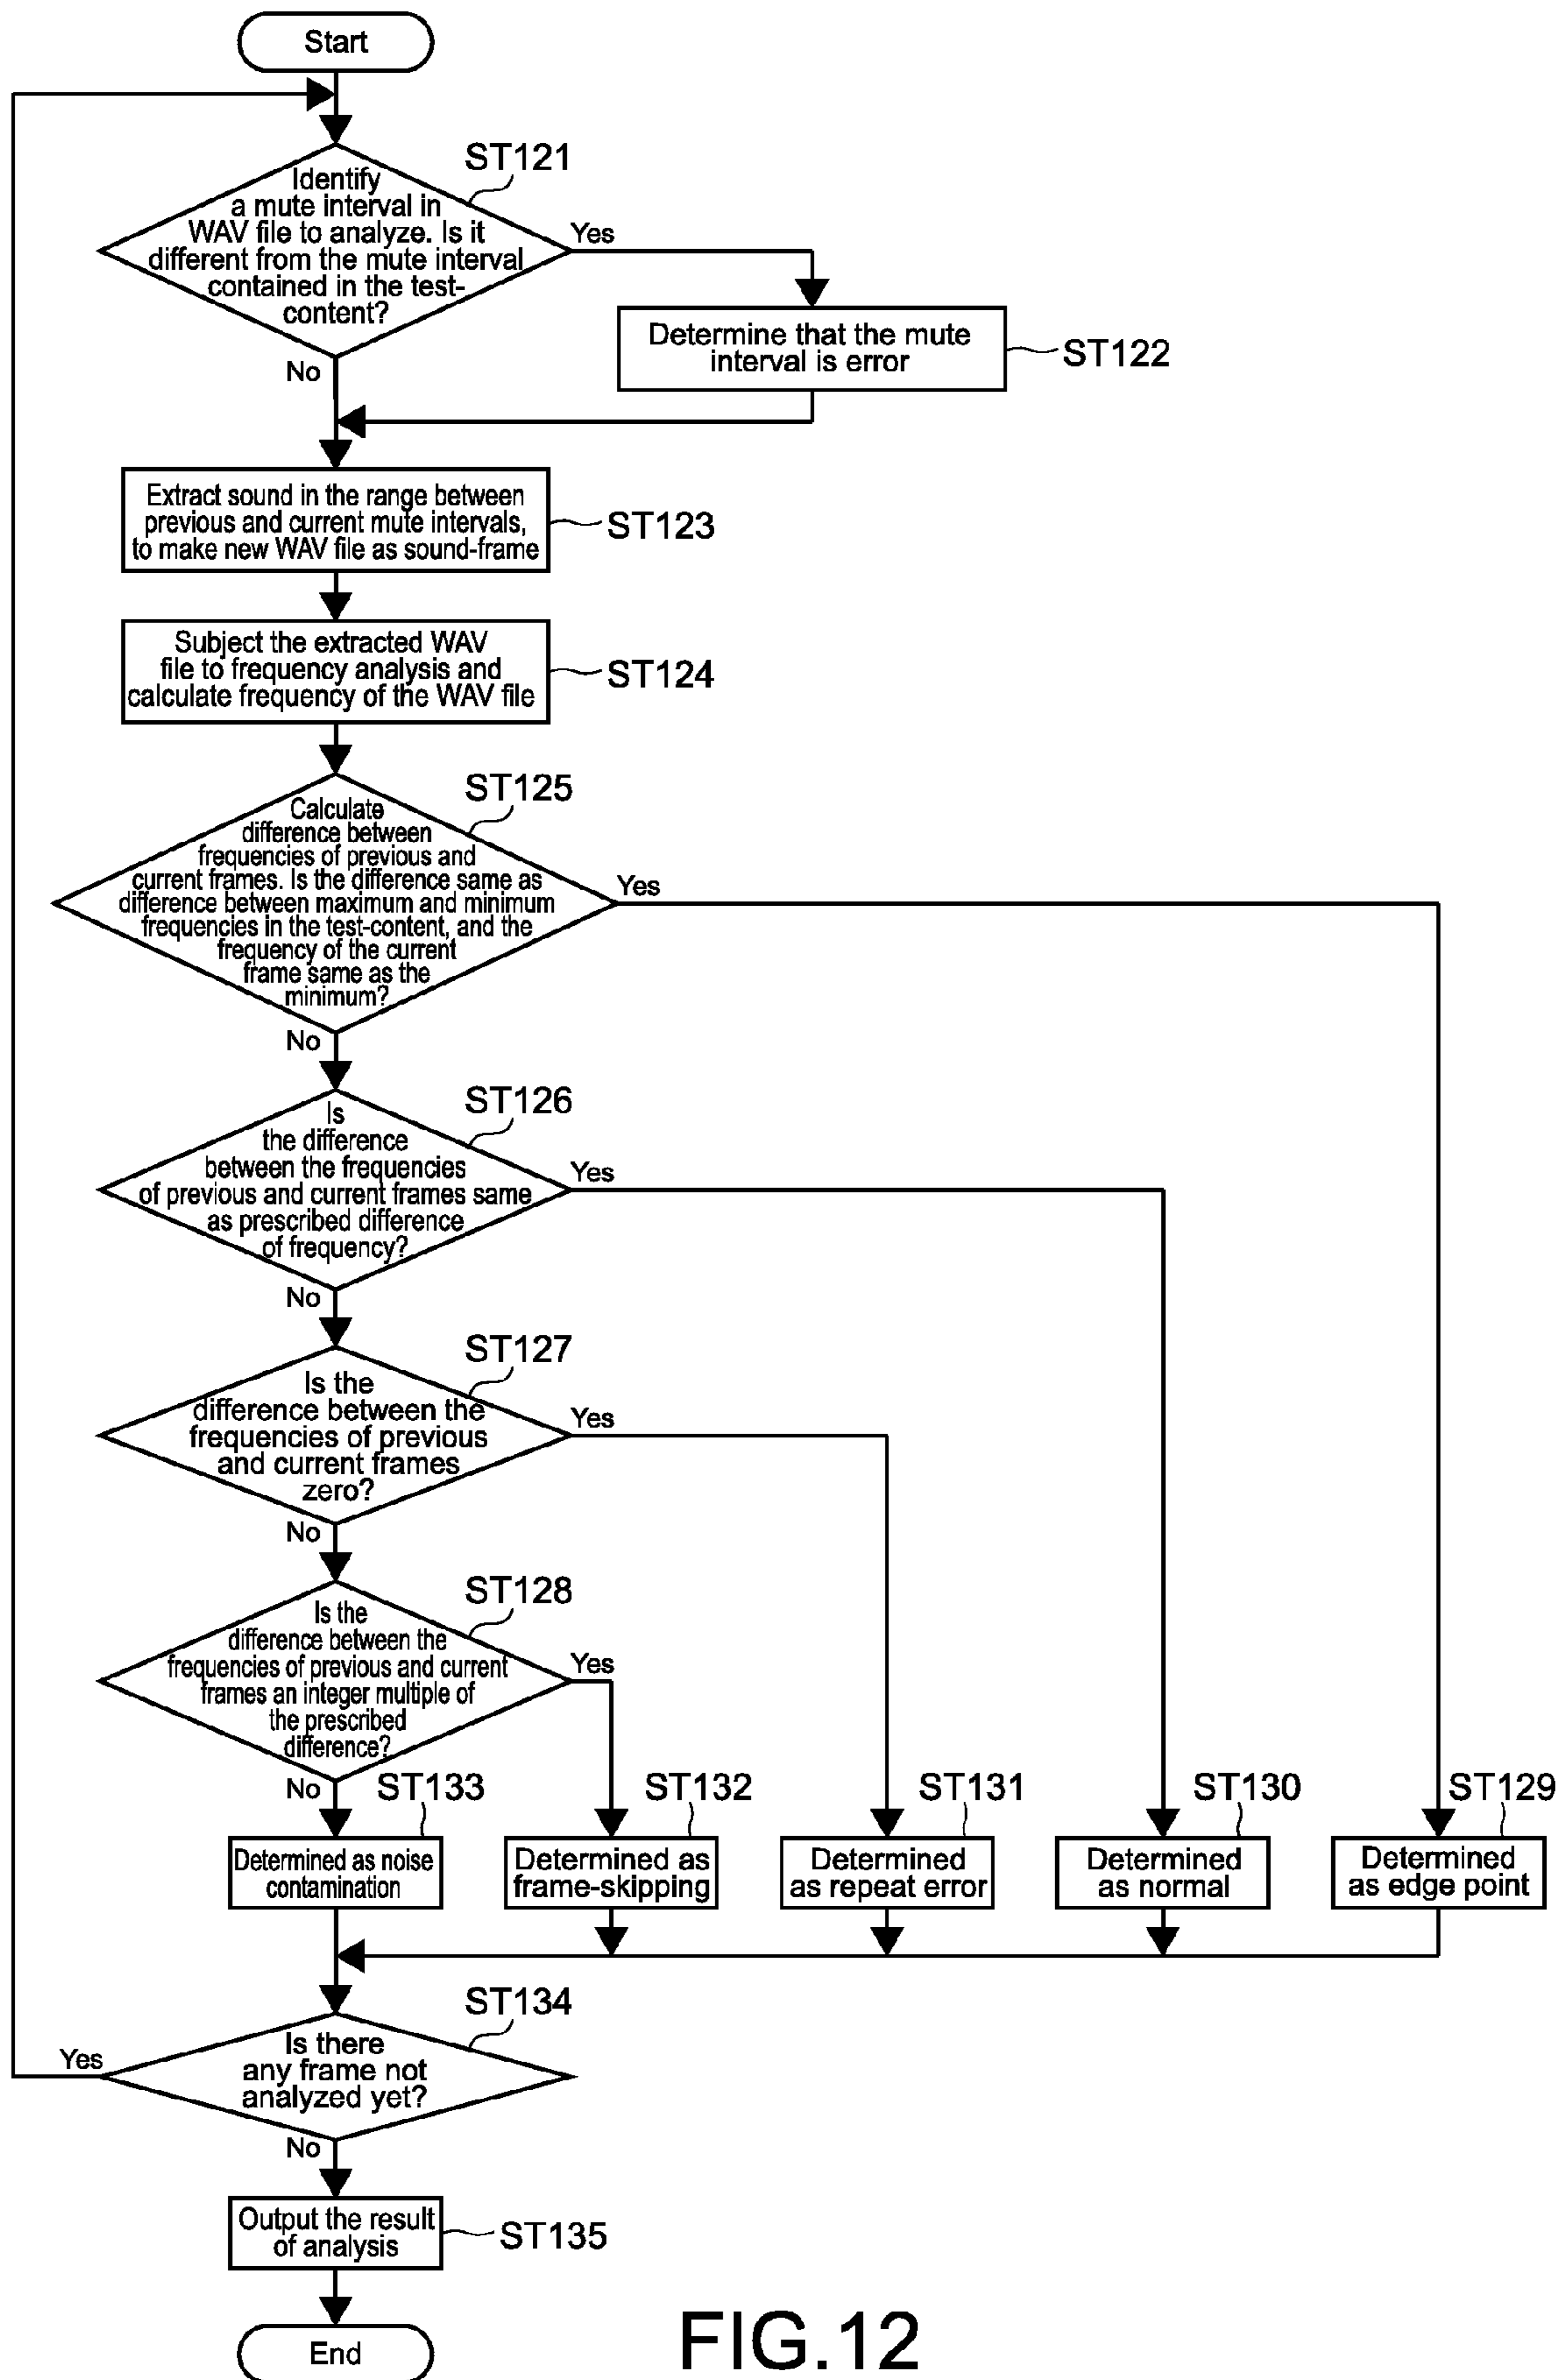 Start
ST121
Identify
a mute interval in
WAV file to analyze. Is it
different from the mute interval
contained in the test-
content?
Yes
No
Determine that the mute
interval is error
ST122
Extract sound in the range between
previous and current mute intervals,
to make new WAV file as sound-frame
ST123
Subject the extracted WAV
file to frequency analysis and
calculate frequency of the WAV file
ST124
ST125
Calculate
difference between
frequencies of previous and
current frames. Is the difference same as
difference between maximum and minimum
frequencies in the test-content, and the
frequency of the current
frame same as the
minimum?
Yes
No
ST126
Is
the difference
between the frequencies
of previous and current frames same
as prescribed difference
of frequency?
Yes
No
ST127
Is the
difference between the
frequencies of previous
and current frames
zero?
Yes
No
ST128
Is the
difference between the
frequencies of previous and current
frames an integer multiple of
the prescribed
difference?
Yes
No
ST133
ST132
ST131
ST130
ST129
Determined as noise
contamination
Determined as
frame-skipping
Determined
as repeat error
Determined
as normal
Determined
as edge point
ST134
Is there
any frame not
analyzed yet?
Yes
No
Output the result
of analysis
ST135
End
FIG.12